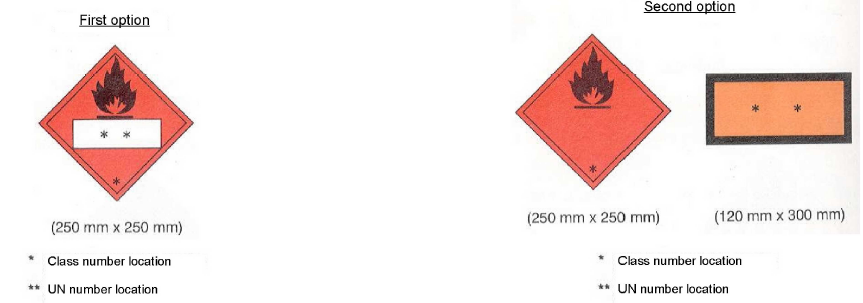 First option
* *
*
(250 mm x 250 mm)
* Class number location
** UN number location
Second option
*
* *
(250 mm x 250 mm)
(120 mm x 300 mm)
* Class number location
** UN number location